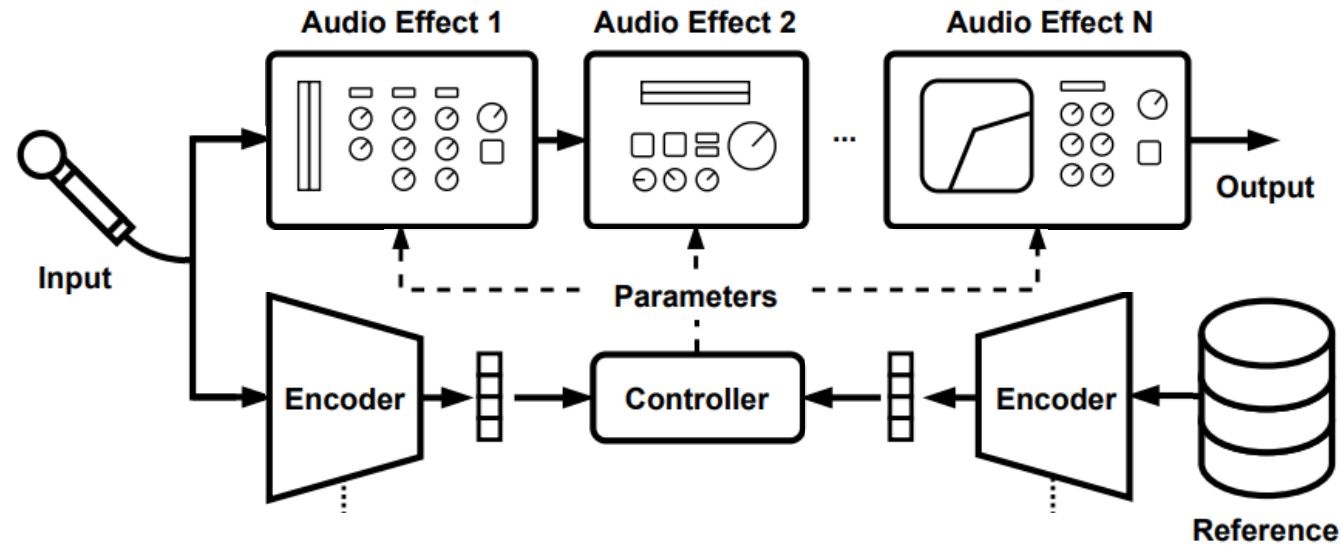 Audio Effect 1
Audio Effect 2
Audio Effect N
...
Output
Input
Parameters
Encoder
Controller
Encoder
Reference